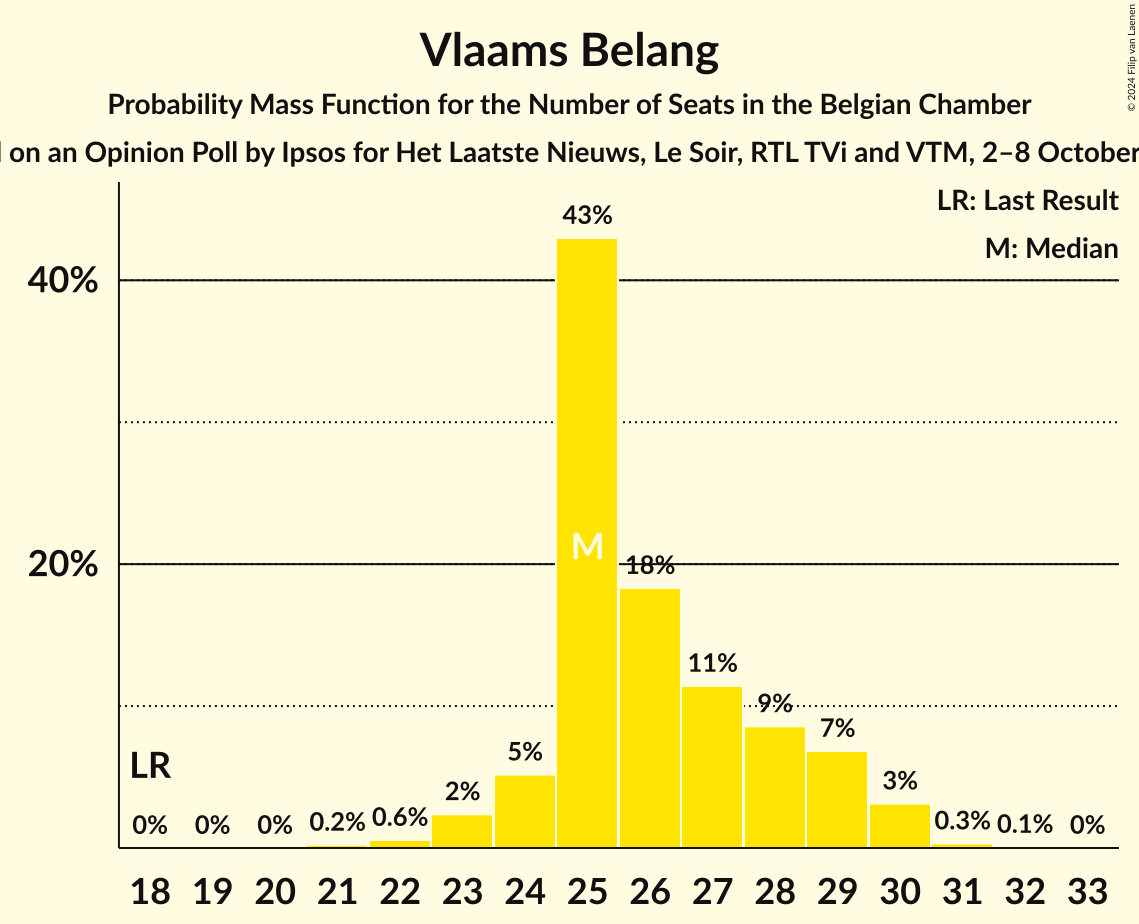 © 2024 Filip van Laenen
Vlaams Belang
Probability Mass Function for the Number of Seats in the Belgian Chamber
on an Opinion Poll by Ipsos for Het Laatste Nieuws, Le Soir, RTL TVi and VTM, 2–8 October
LR: Last Result
M: Median
43%
40%
M
20%
18%
11%
9%
7%
5%
LR
3%
2%
0% 0% 0% 0.2% 0.6% 0.3% 0.1% 0%
18 19 20 21 22 23 24 25 26 27 28 29 30 31 32 33